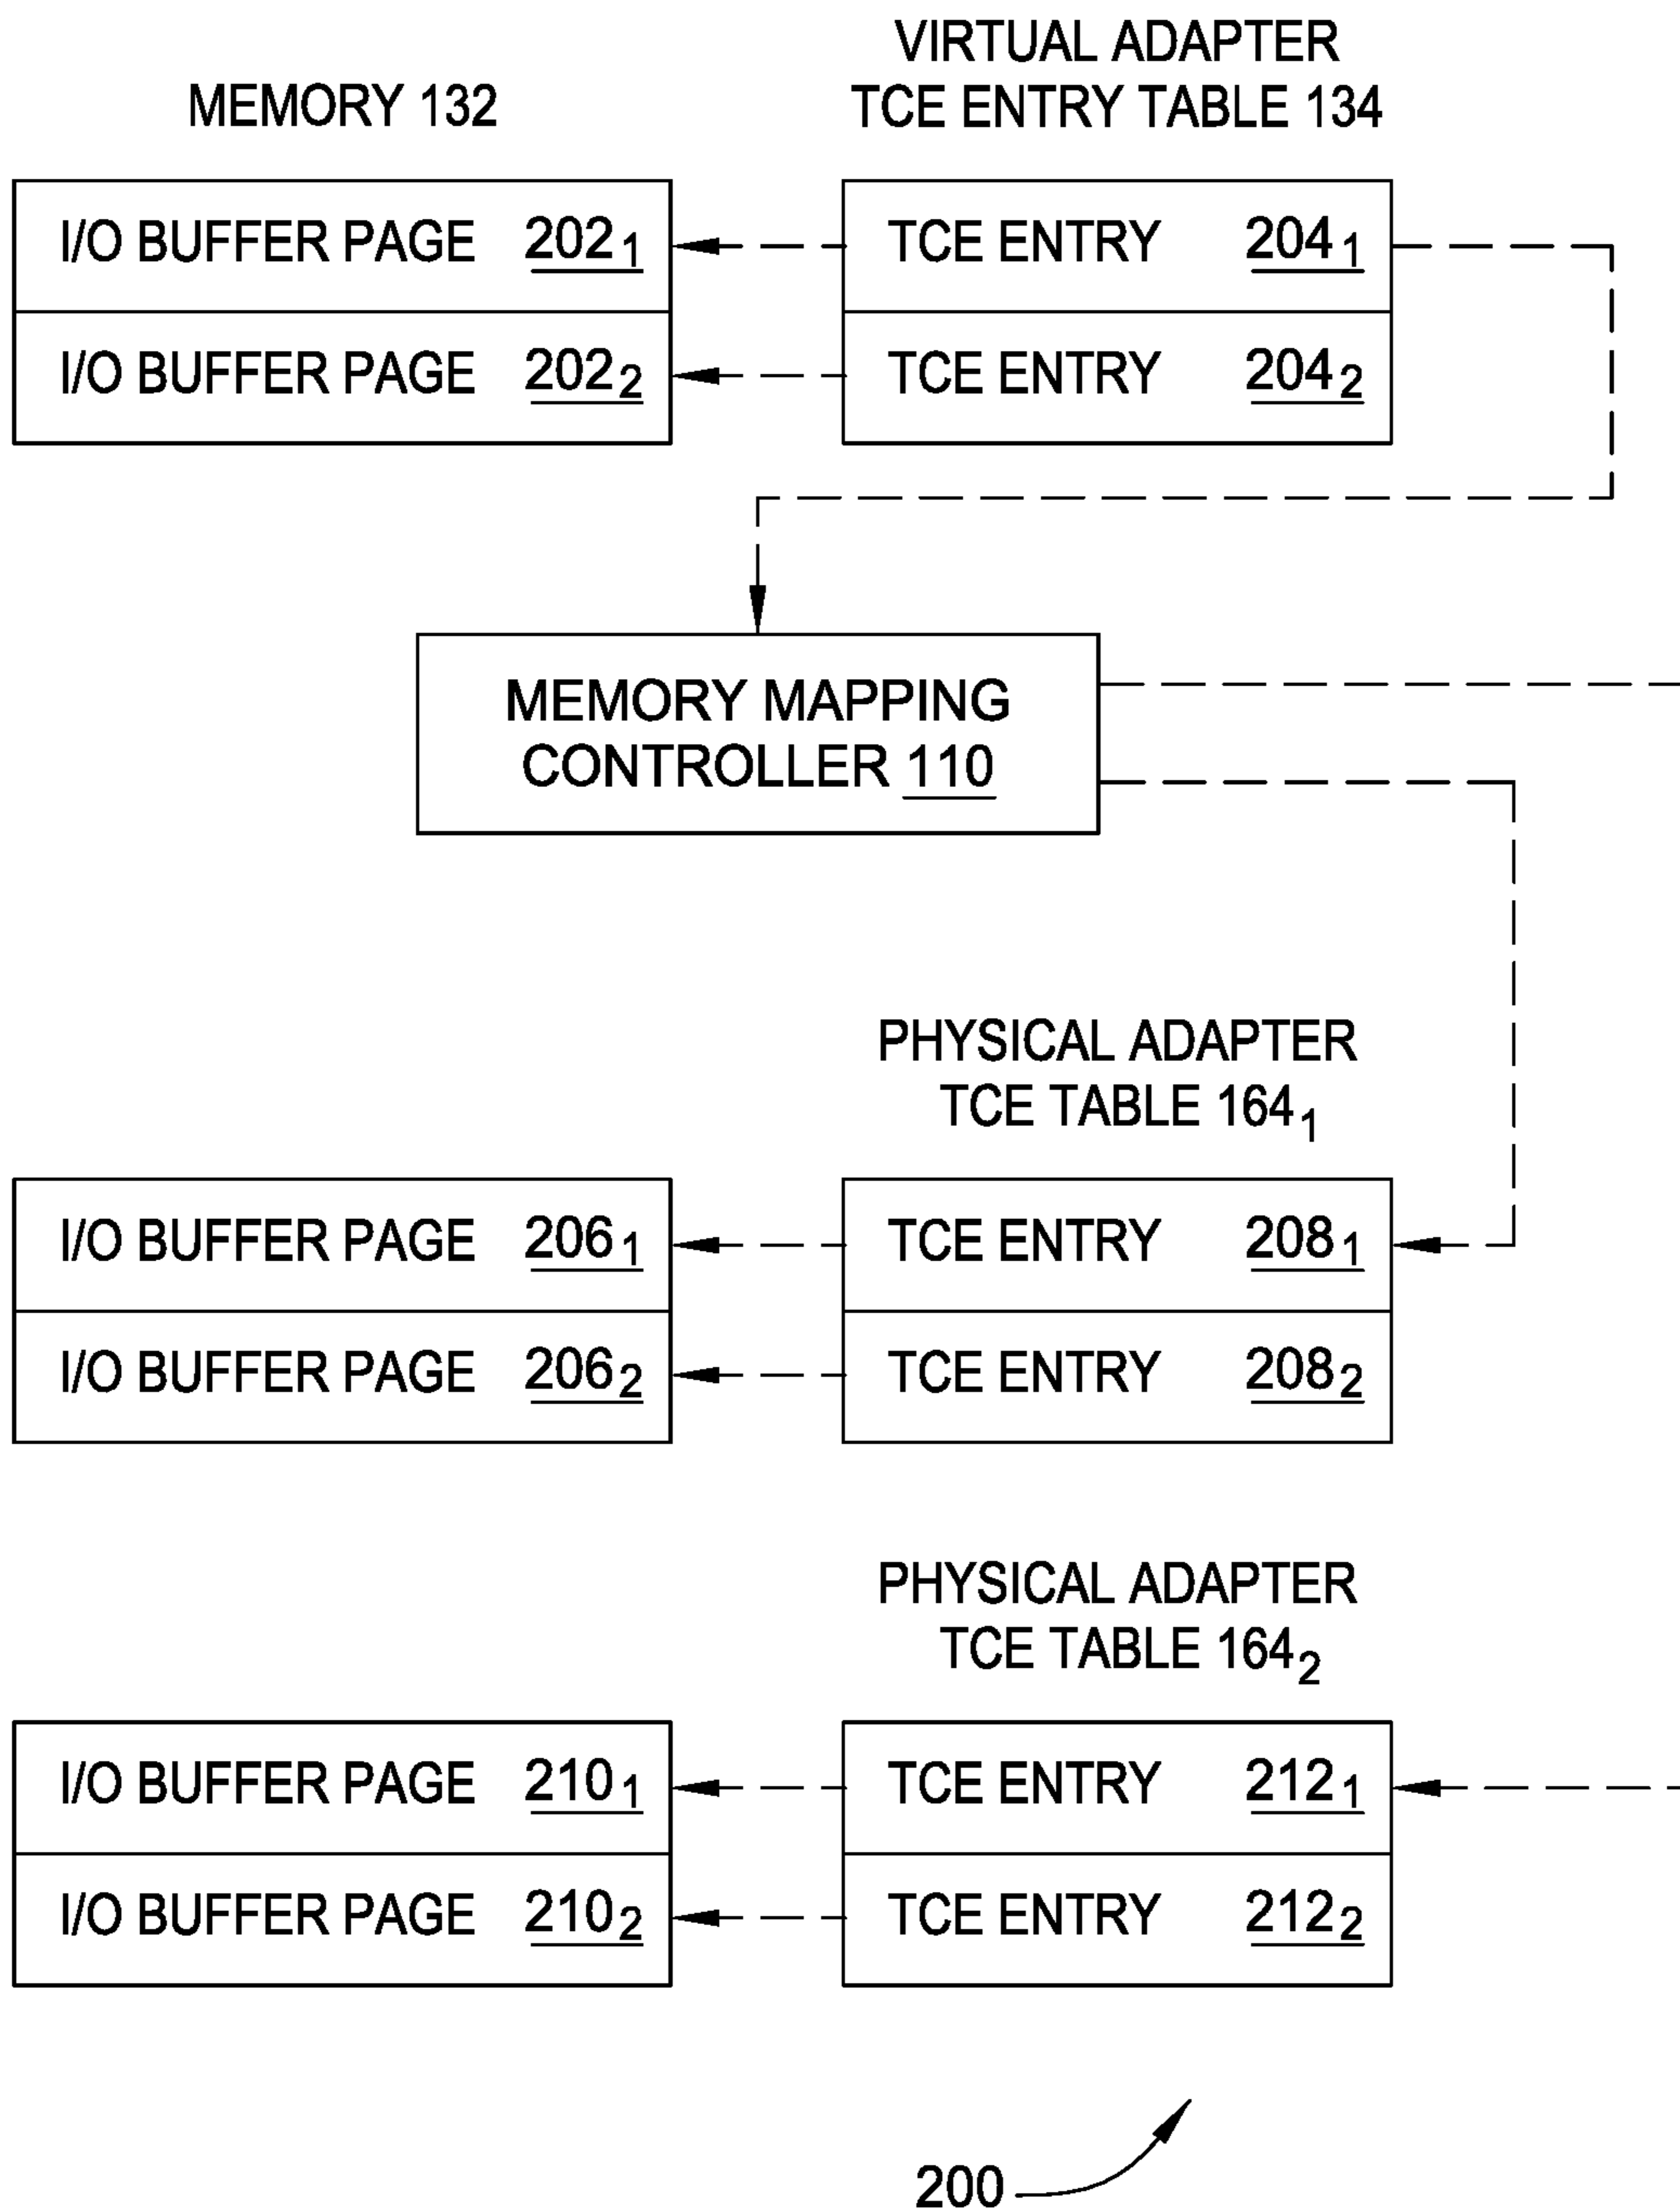 MEMORY 132
VIRTUAL ADAPTER
TCE ENTRY TABLE 134
I/O BUFFER PAGE 202₁
TCE ENTRY 204₁
I/O BUFFER PAGE 202₂
TCE ENTRY 204₂
MEMORY MAPPING
CONTROLLER 110
PHYSICAL ADAPTER
TCE TABLE 164₁
I/O BUFFER PAGE 206₁
TCE ENTRY 208₁
I/O BUFFER PAGE 206₂
TCE ENTRY 208₂
PHYSICAL ADAPTER
TCE TABLE 164₂
I/O BUFFER PAGE 210₁
TCE ENTRY 212₁
I/O BUFFER PAGE 210₂
TCE ENTRY 212₂
200